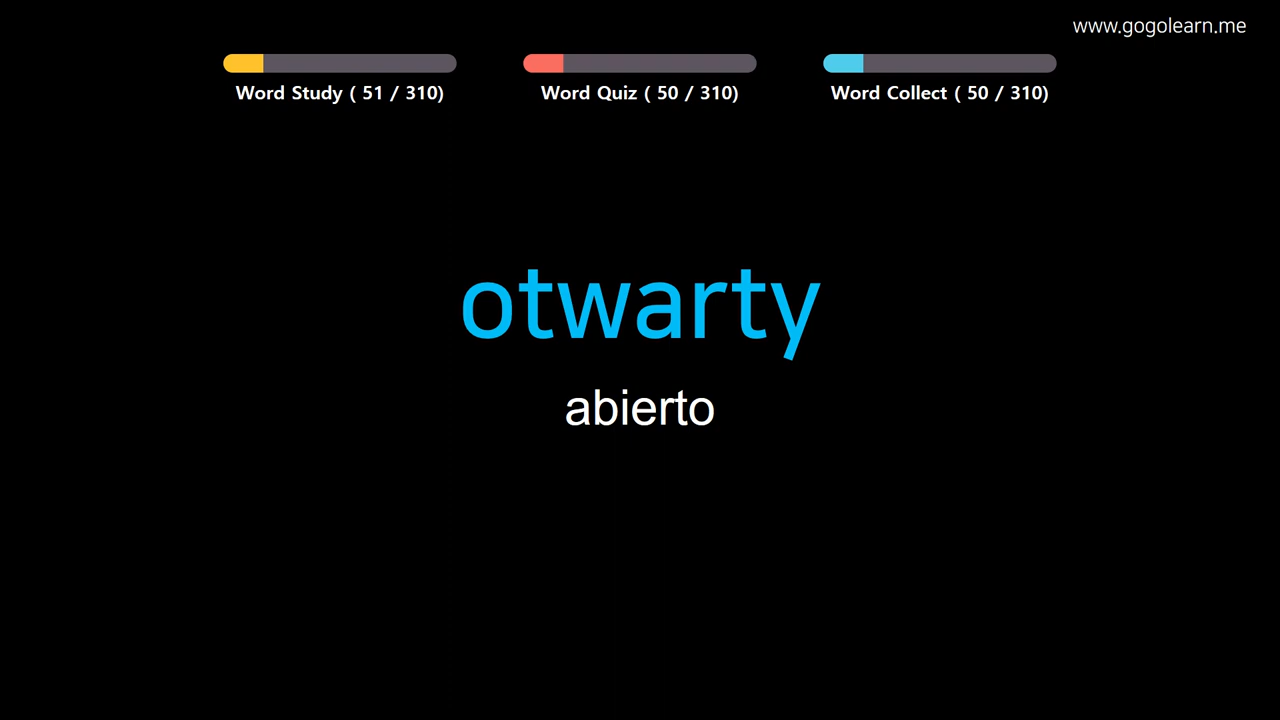 www.gogolearn.me
Word Study ( 51 / 310)
Word Quiz ( 50 / 310)
Word Collect ( 50 / 310)
otwarty
abierto